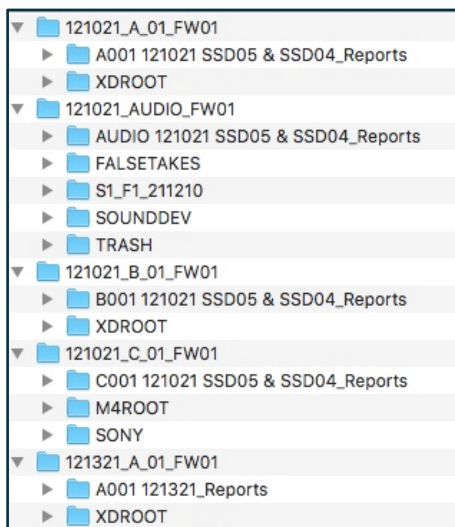 121021_A_01_FW01
A001 121021 SSD05 & SSD04_Reports
XDROOT
121021_AUDIO_FW01
AUDIO 121021 SSD05 & SSD04_Reports
FALSETAKES
S1_F1_211210
SOUNDDEV
TRASH
121021_B_01_FW01
B001 121021 SSD05 & SSD04_Reports
XDROOT
121021_C_01_FW01
C001 121021 SSD05 & SSD04_Reports
M4ROOT
SONY
121321_A_01_FW01
A001 121321_Reports
XDROOT